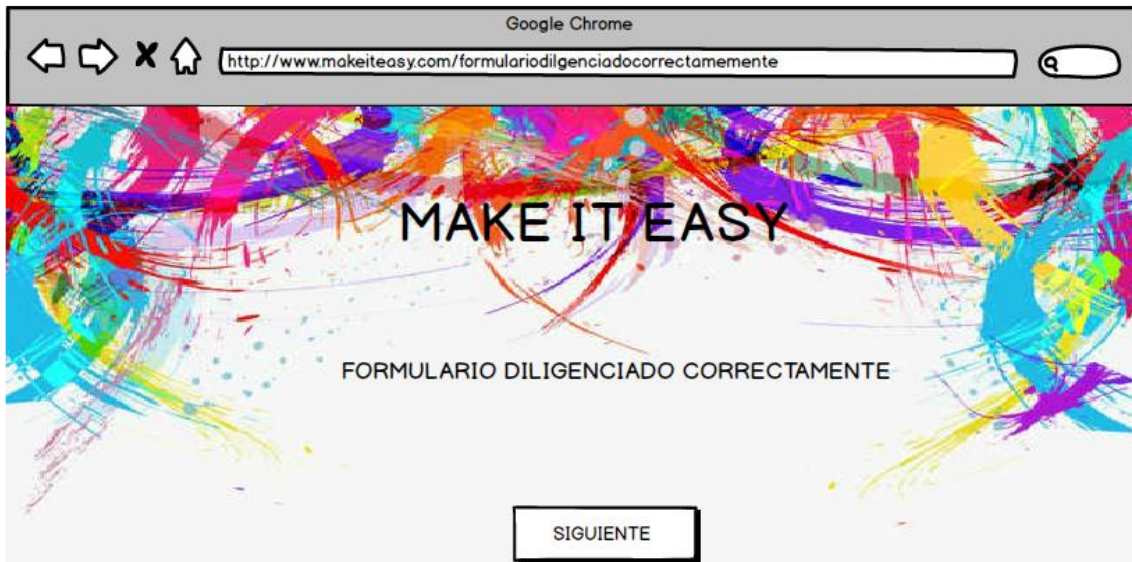 Google Chrome
http://www.makeiteasy.com/formulariodilgenciadocorrectamemente
MAKE IT EASY
FORMULARIO DILIGENCIADO CORRECTAMENTE
SIGUIENTE